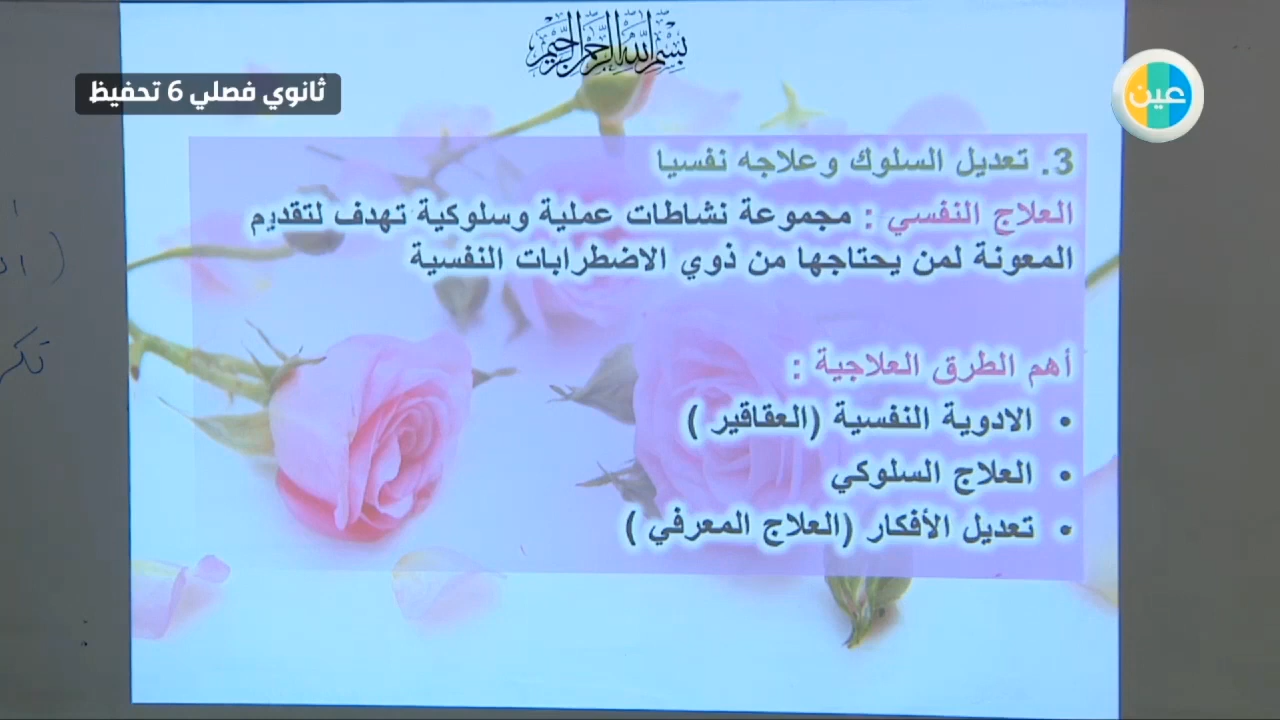 بسم الله الرحمن الرحيم
ثانوي فصلي 6 تحفيظ
عين
3. تعديل السلوك وعلاجه نفسيا
العلاج النفسي : مجموعة نشاطات عملية وسلوكية تهدف لتقديم
المعونة لمن يحتاجها من ذوي الاضطرابات النفسية
أهم الطرق العلاجية :
• الادوية النفسية (العقاقير )
• العلاج السلوكي
• تعديل الأفكار (العلاج المعرفي )